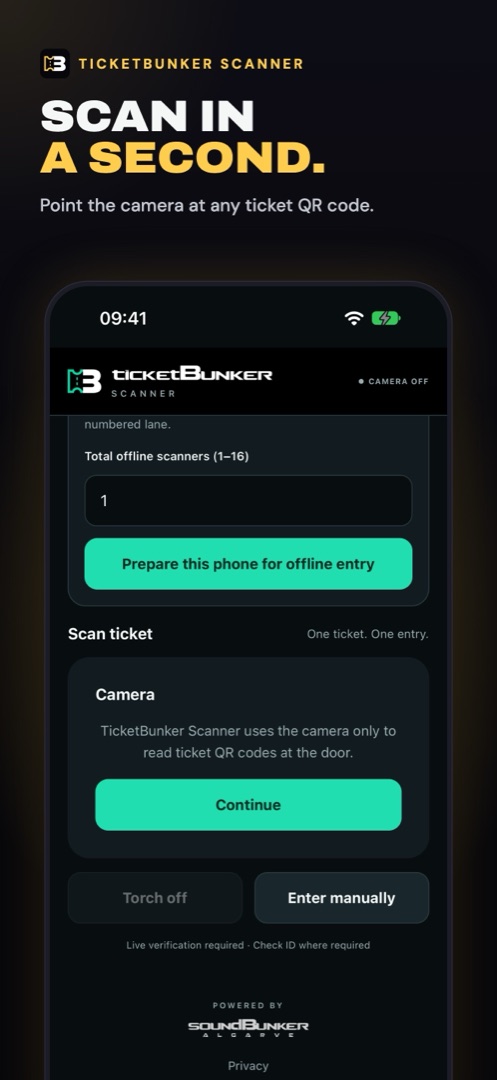 TICKETBUNKER SCANNER
SCAN IN
A SECOND.
Point the camera at any ticket QR code.
09:41
ticketBunker
SCANNER
CAMERA OFF
numbered lane.
Total offline scanners (1–16)
1
Prepare this phone for offline entry
Scan ticket
One ticket. One entry.
Camera
TicketBunker Scanner uses the camera only to
read ticket QR codes at the door.
Continue
Torch off
Enter manually
Live verification required · Check ID where required
POWERED BY
SOUNDBUNKER
ALGARVE
Privacy